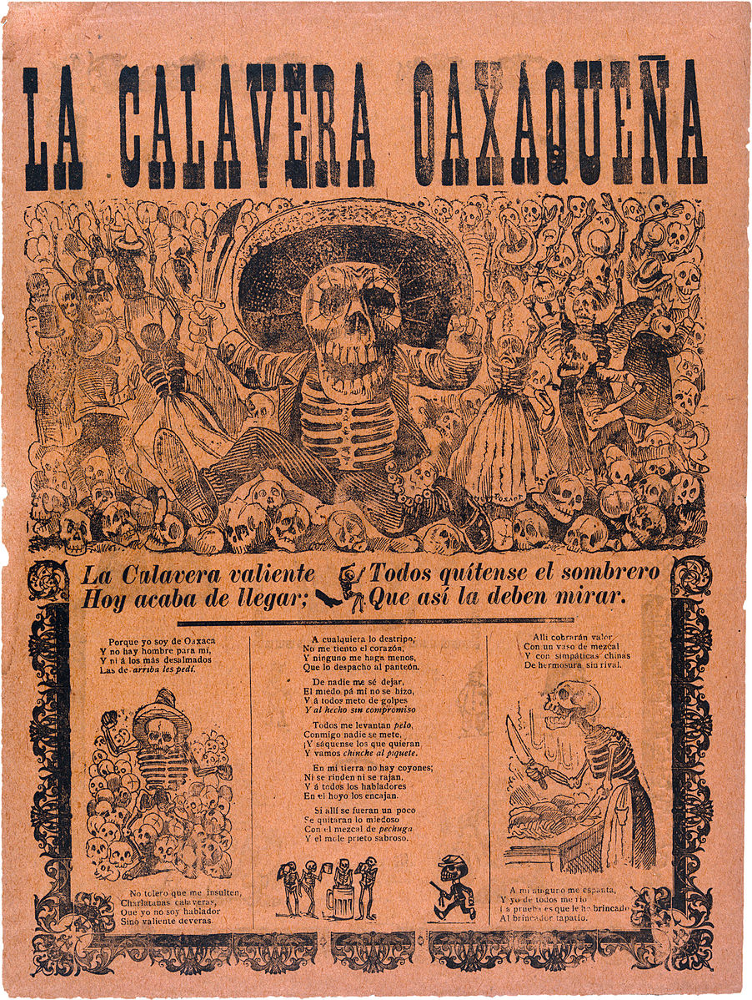 LA CALAVERA OAXAQUEÑA
POSADA
La Calavera valiente
Hoy acaba de llegar;
Todos quítense el sombrero
Que así la deben mirar.
Porque yo soy de Oaxaca
Y no hay hombre para mí,
Y ni á los más desalmados
Las de arriba les pedí.
No tolero que me insulten,
Charlatanas calaveras,
Que yo no soy hablador
Sino valiente deveras.
A cualquiera lo destripo,
No me tiento el corazón,
Y ninguno me haga menos,
Que lo despacho al panteón.
De nadie me sé dejar,
El miedo pá mi no se hizo,
Y á todos meto de golpes
Y al hecho sin compromiso
Todos me levantan pelo,
Conmigo nadie se mete,
¡Y sáquense los que quieran
Y vamos chinche al piquete.
En mi tierra no hay coyones;
Ni se rinden ni se rajan,
Y á todos los habladores
En el hoyo los encajan.
Si allí se fueran un poco
Se quitaran lo miedoso
Con el mezcal de pechuga
Y el mole prieto sabroso.
Alli cobrarán valor
Con un vaso de mezcal
Y con simpáticas chinas
De hermosura sin rival.
A mi ninguno me espanta,
Y yo de todos me río
La prueba es que le ha brincado
Al brincador tapatío.